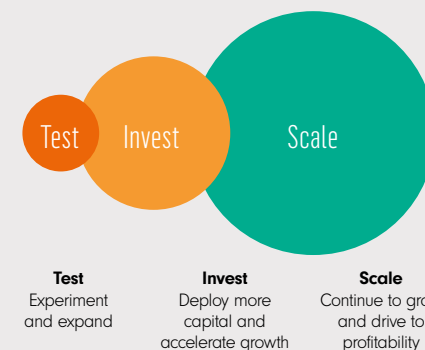 Test Invest Scale
Test
Experiment
and expand
Invest
Deploy more
capital and
accelerate growth
Scale
Continue to
and drive to
profitability